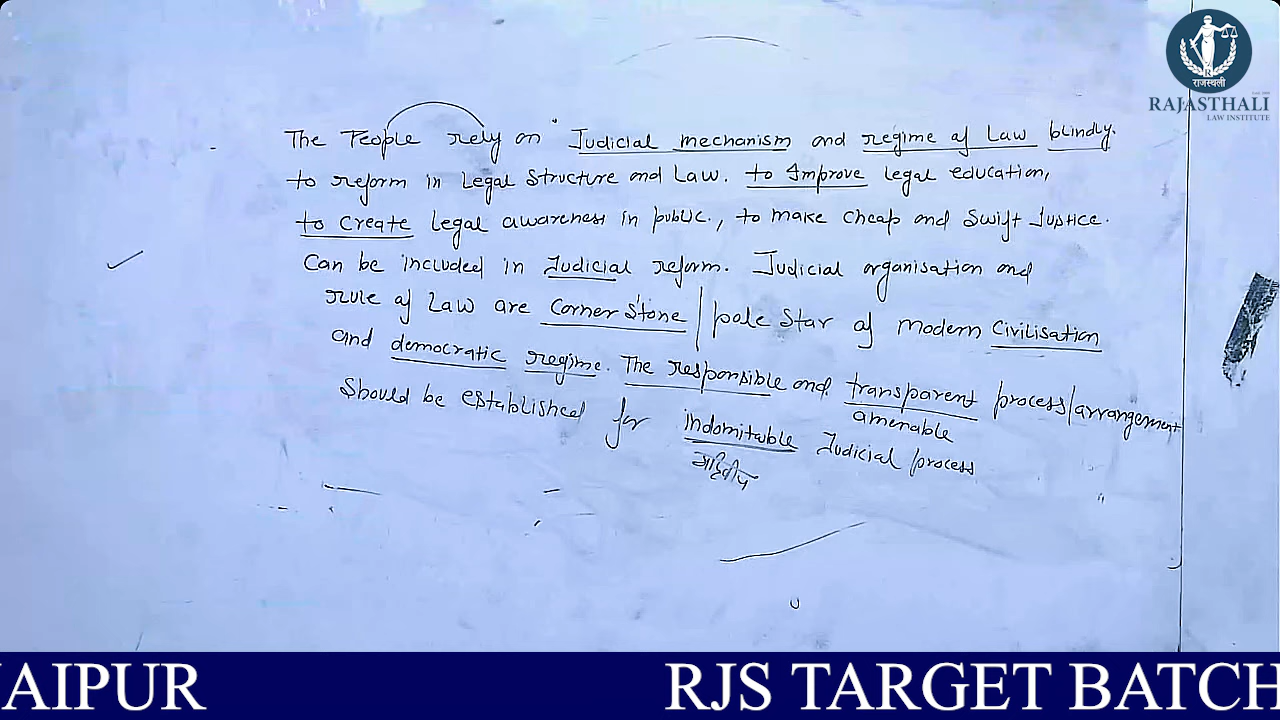 राजस्थली
RAJASTHALI
LAW INSTITUTE
The People rely on "Judicial mechanism and regime of Law blindly.
to reform in Legal Structure and Law. to Improve legal education,
to create legal awareness in public., to make cheap and swift Justice.
Can be included in Judicial reform. Judicial organisation and
rule of Law are corner stone / pole star of modern civilisation
and democratic regime. The responsible and transparent process/arrangement
amenable
Should be established for indomitable Judicial process
अद्वितीय
JAIPUR
RJS TARGET BATCH